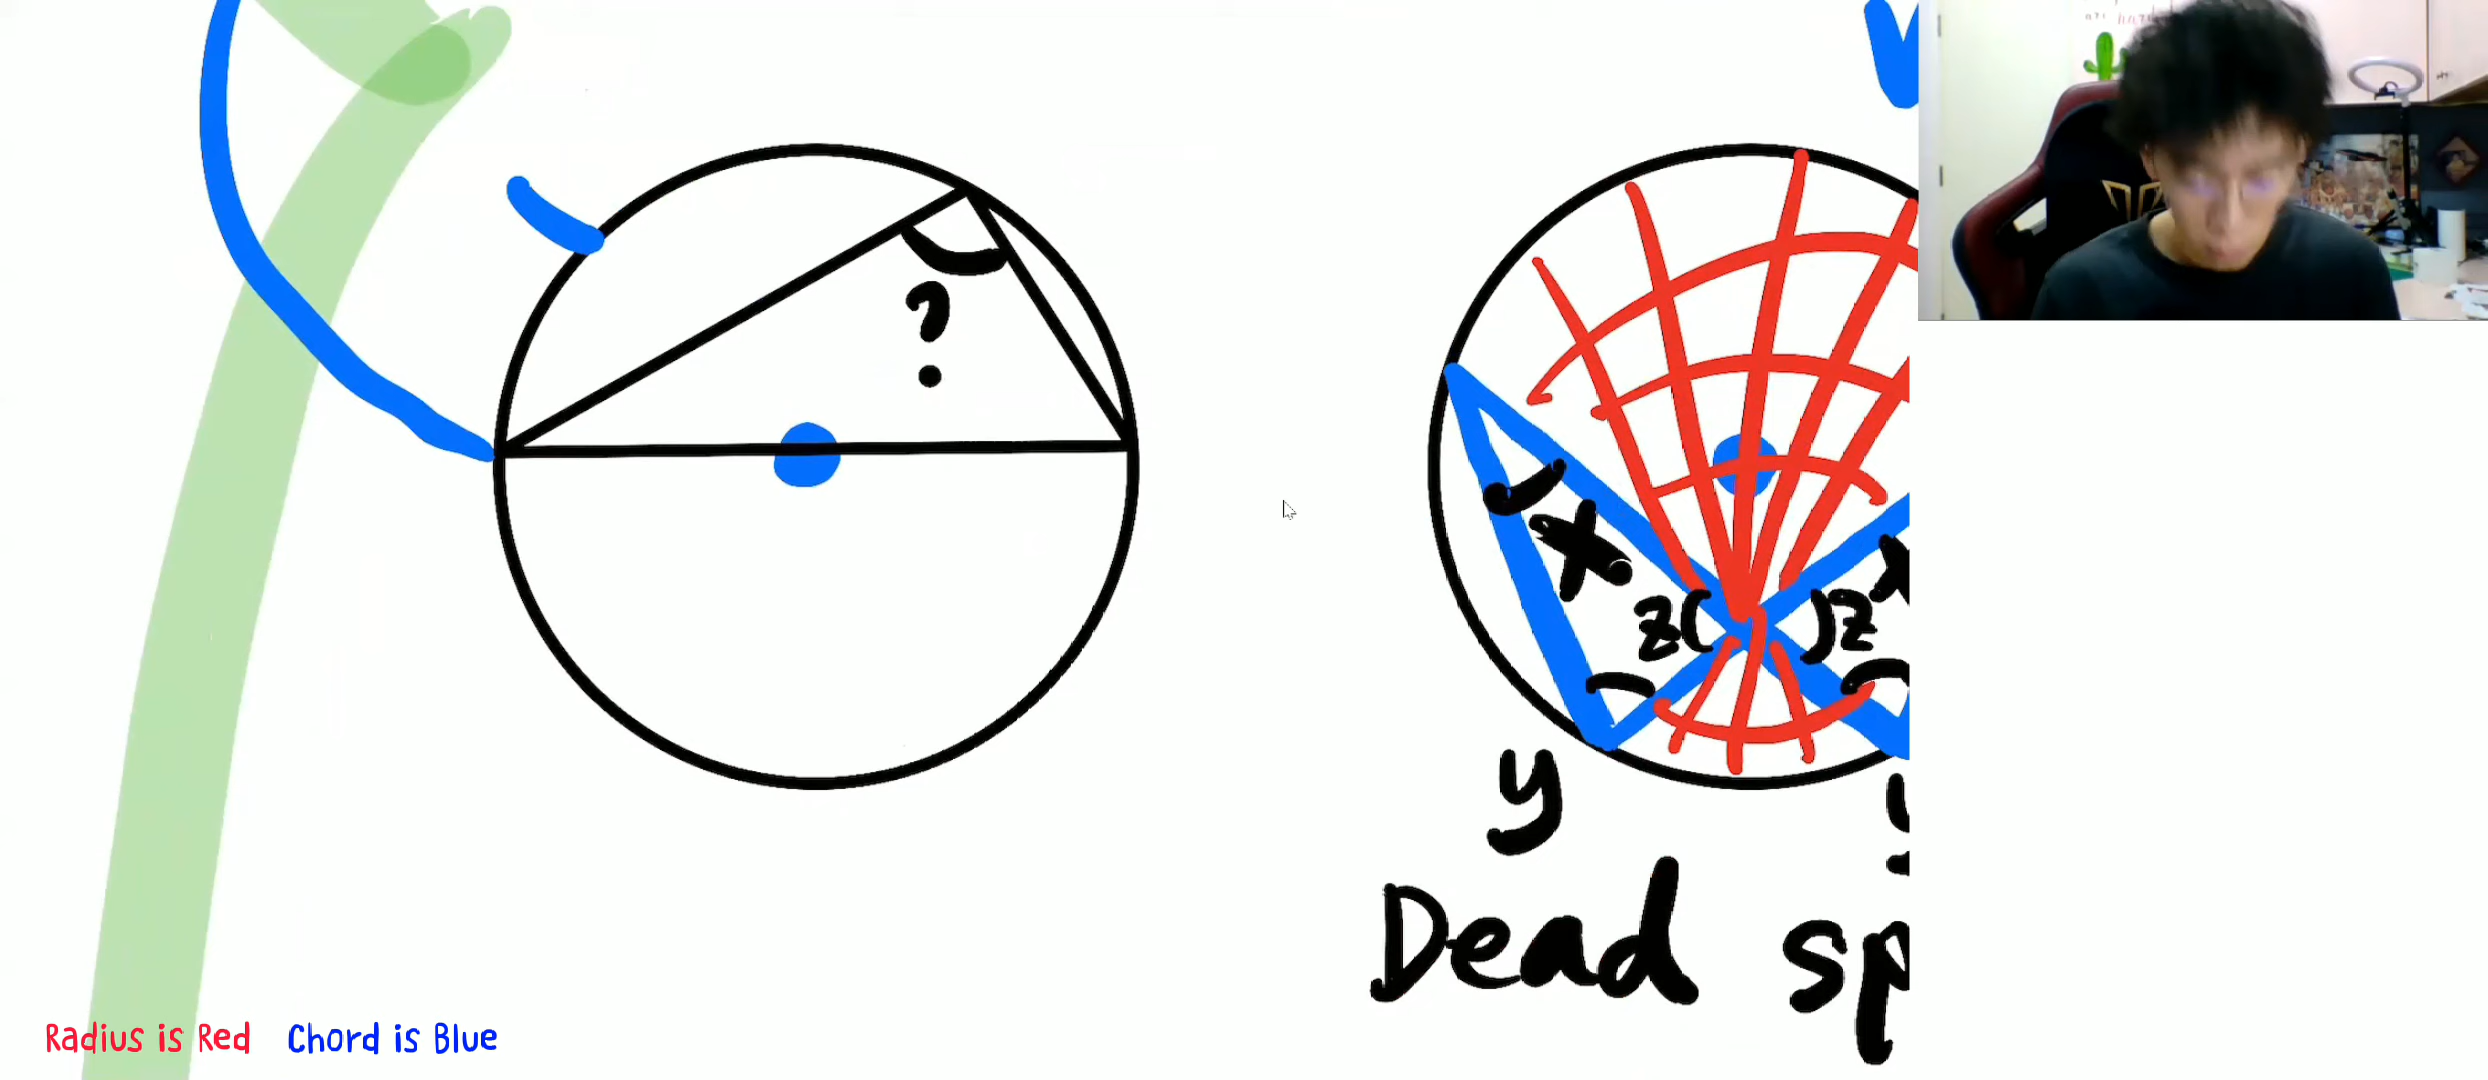 ?
x
z
z
x
y
Dead sp
Radius is Red Chord is Blue